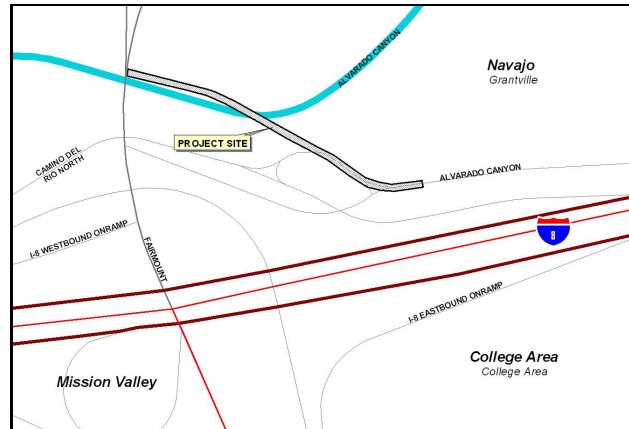 ALVARADO CANYON
Navajo
Grantville
PROJECT SITE
CAMINO DEL
RIO NORTH
ALVARADO CANYON
I-8 WESTBOUND ONRAMP
FAIRMOUNT
8
I-8 EASTBOUND ONRAMP
College Area
College Area
Mission Valley